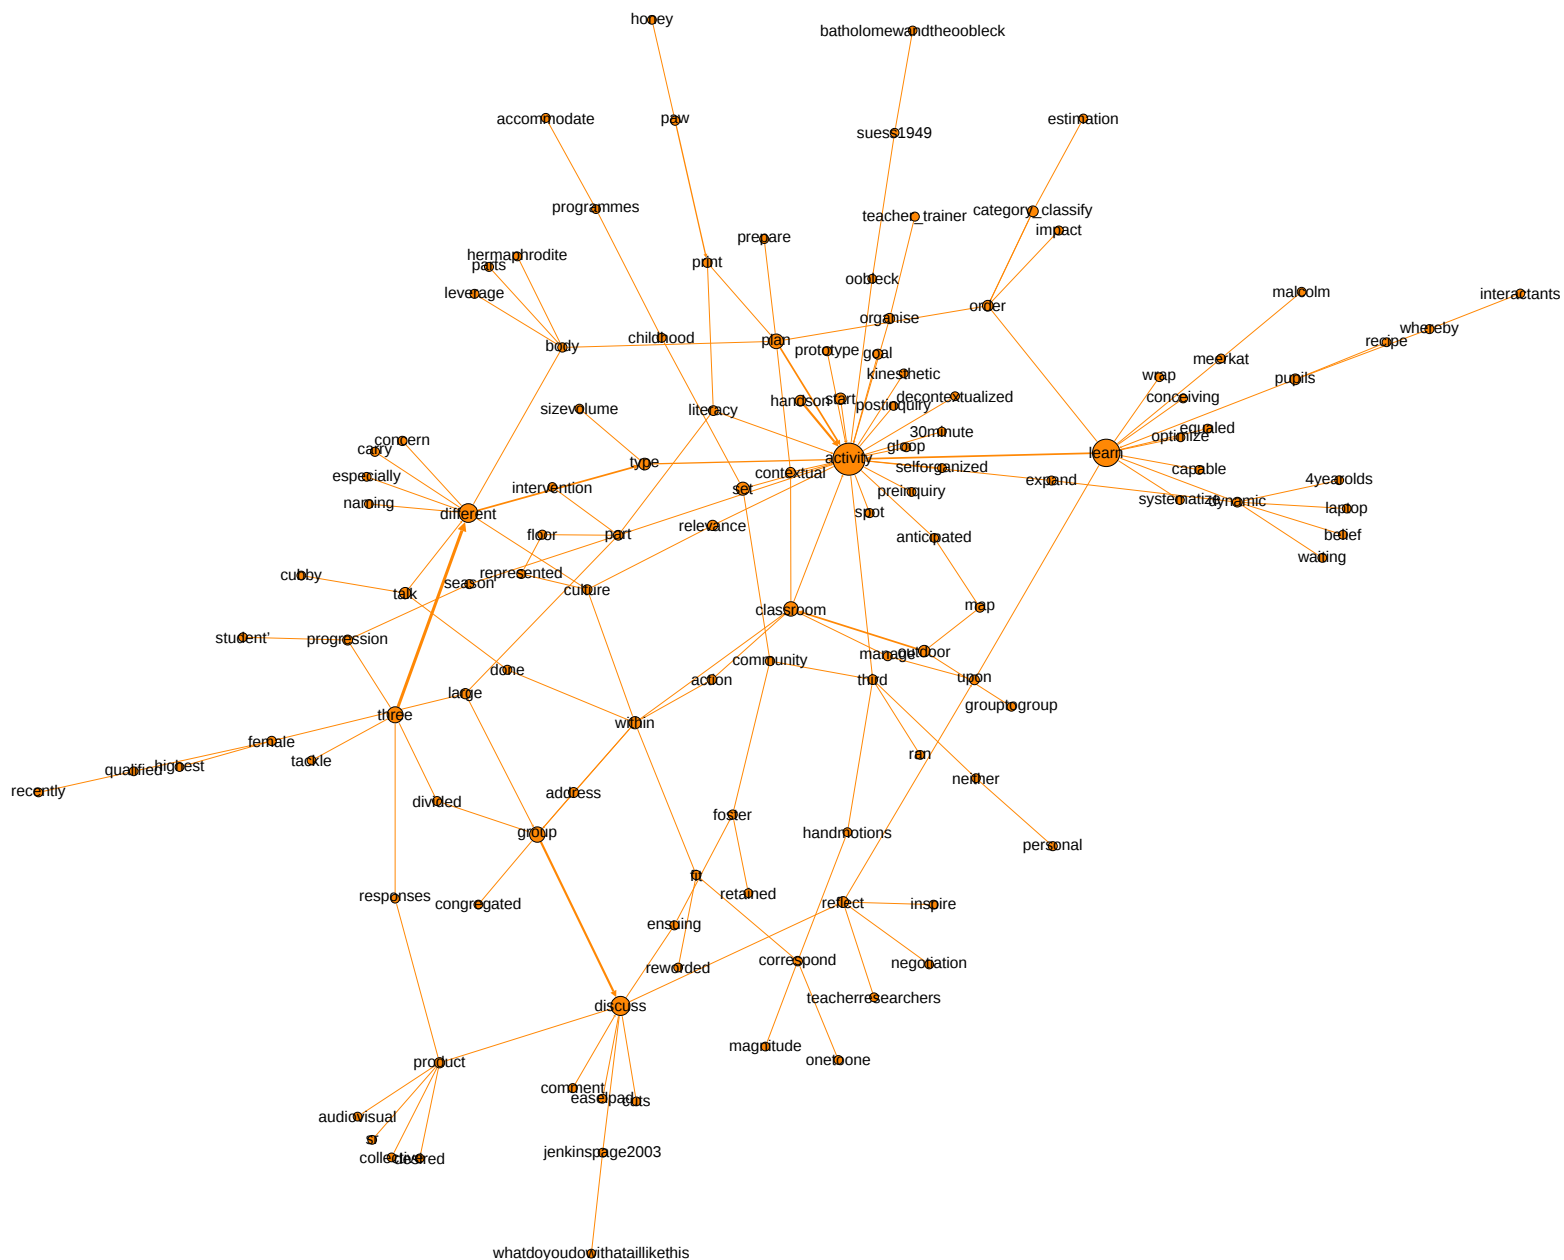 honey
batholomewandtheoobleck
accommodate
paw
suess1949
estimation
programmes
teacher_trainer
category_classify
impact
prepare
hermaphrodite
parts
print
leverage
oobleck
order
malcolm
interactants
organise
whereby
childhood
body
plan
prototype
goal
recipe
meerkat
kinesthetic
wrap
pupils
handson
start
postinquiry
decontextualized
conceiving
sizevolume
literacy
30minute
equaled
optimize
concern
carry
gloop
learn
type
activity
contextual
selforganized
capable
especially
intervention
set
preinquiry
expand
4yearolds
naming
different
spot
systematize
dynamic
laptop
relevance
floor
part
anticipated
belief
waiting
cubby
season
represented
culture
talk
classroom
map
student'
progression
manage
outdoor
community
done
action
third
upon
large
grouptogroup
three
within
female
ran
tackle
qualified
highest
neither
recently
divided
address
foster
group
handmotions
personal
fit
responses
congregated
retained
reflect
inspire
ensuing
reworded
correspond
negotiation
teacherresearchers
discuss
magnitude
onetoone
product
comment
easelpad
cuts
audiovisual
sr
collective
desired
jenkinspage2003
whatdoyoudowithataillikethis